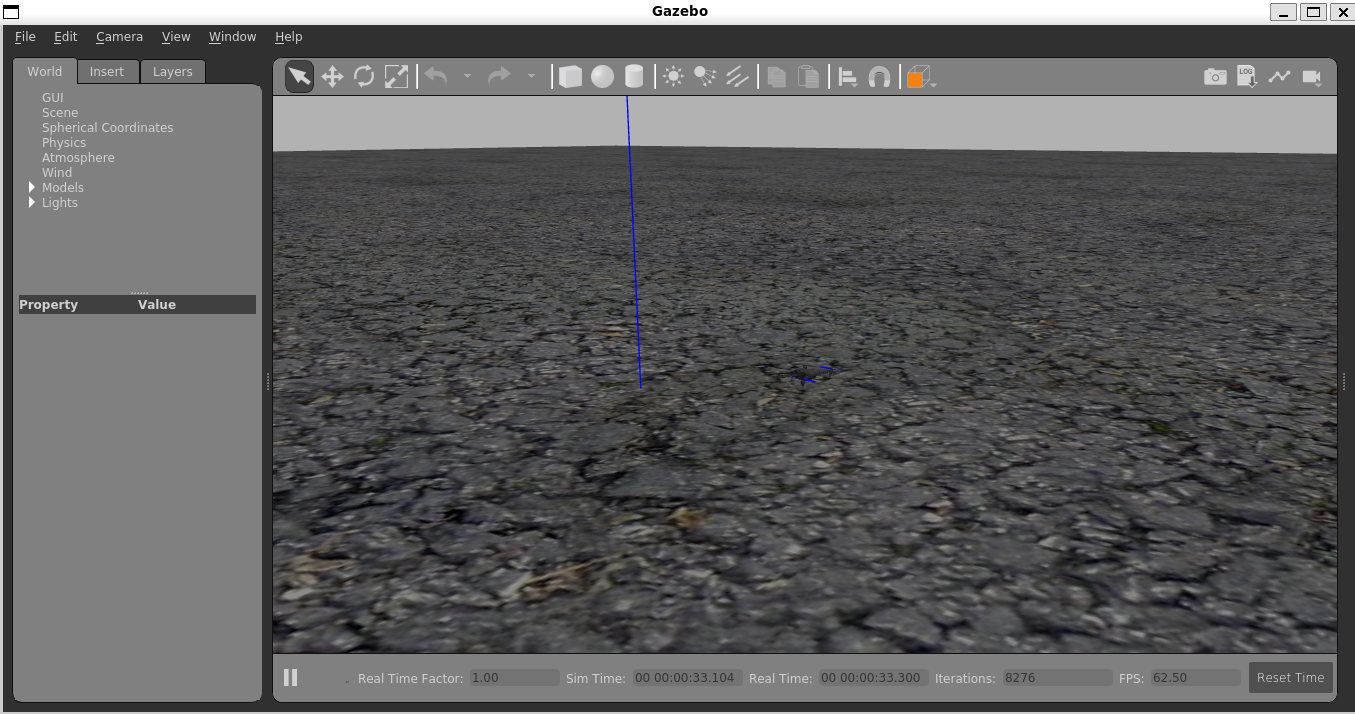 Gazebo
File Edit Camera View Window Help
World Insert Layers
GUI
Scene
Spherical Coordinates
Physics
Atmosphere
Wind
Models
Lights
Property Value
LOG
Real Time Factor: 1.00 Sim Time: 00 00:00:33.104 Real Time: 00 00:00:33.300 Iterations: 8276 FPS: 62.50 Reset Time